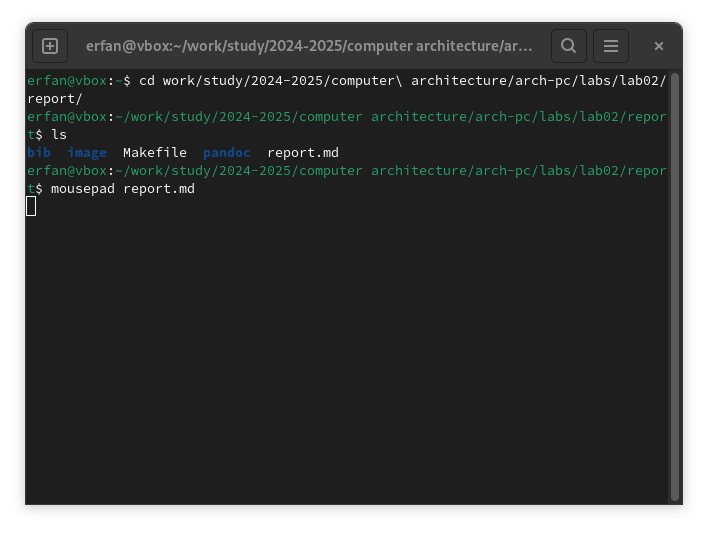 erfan@vbox:~/work/study/2024-2025/computer architecture/ar...
erfan@vbox:~$ cd work/study/2024-2025/computer\ architecture/arch-pc/labs/lab02/
report/
erfan@vbox:~/work/study/2024-2025/computer architecture/arch-pc/labs/lab02/repor
t$ ls
bib  image  Makefile  pandoc  report.md
erfan@vbox:~/work/study/2024-2025/computer architecture/arch-pc/labs/lab02/repor
t$ mousepad report.md